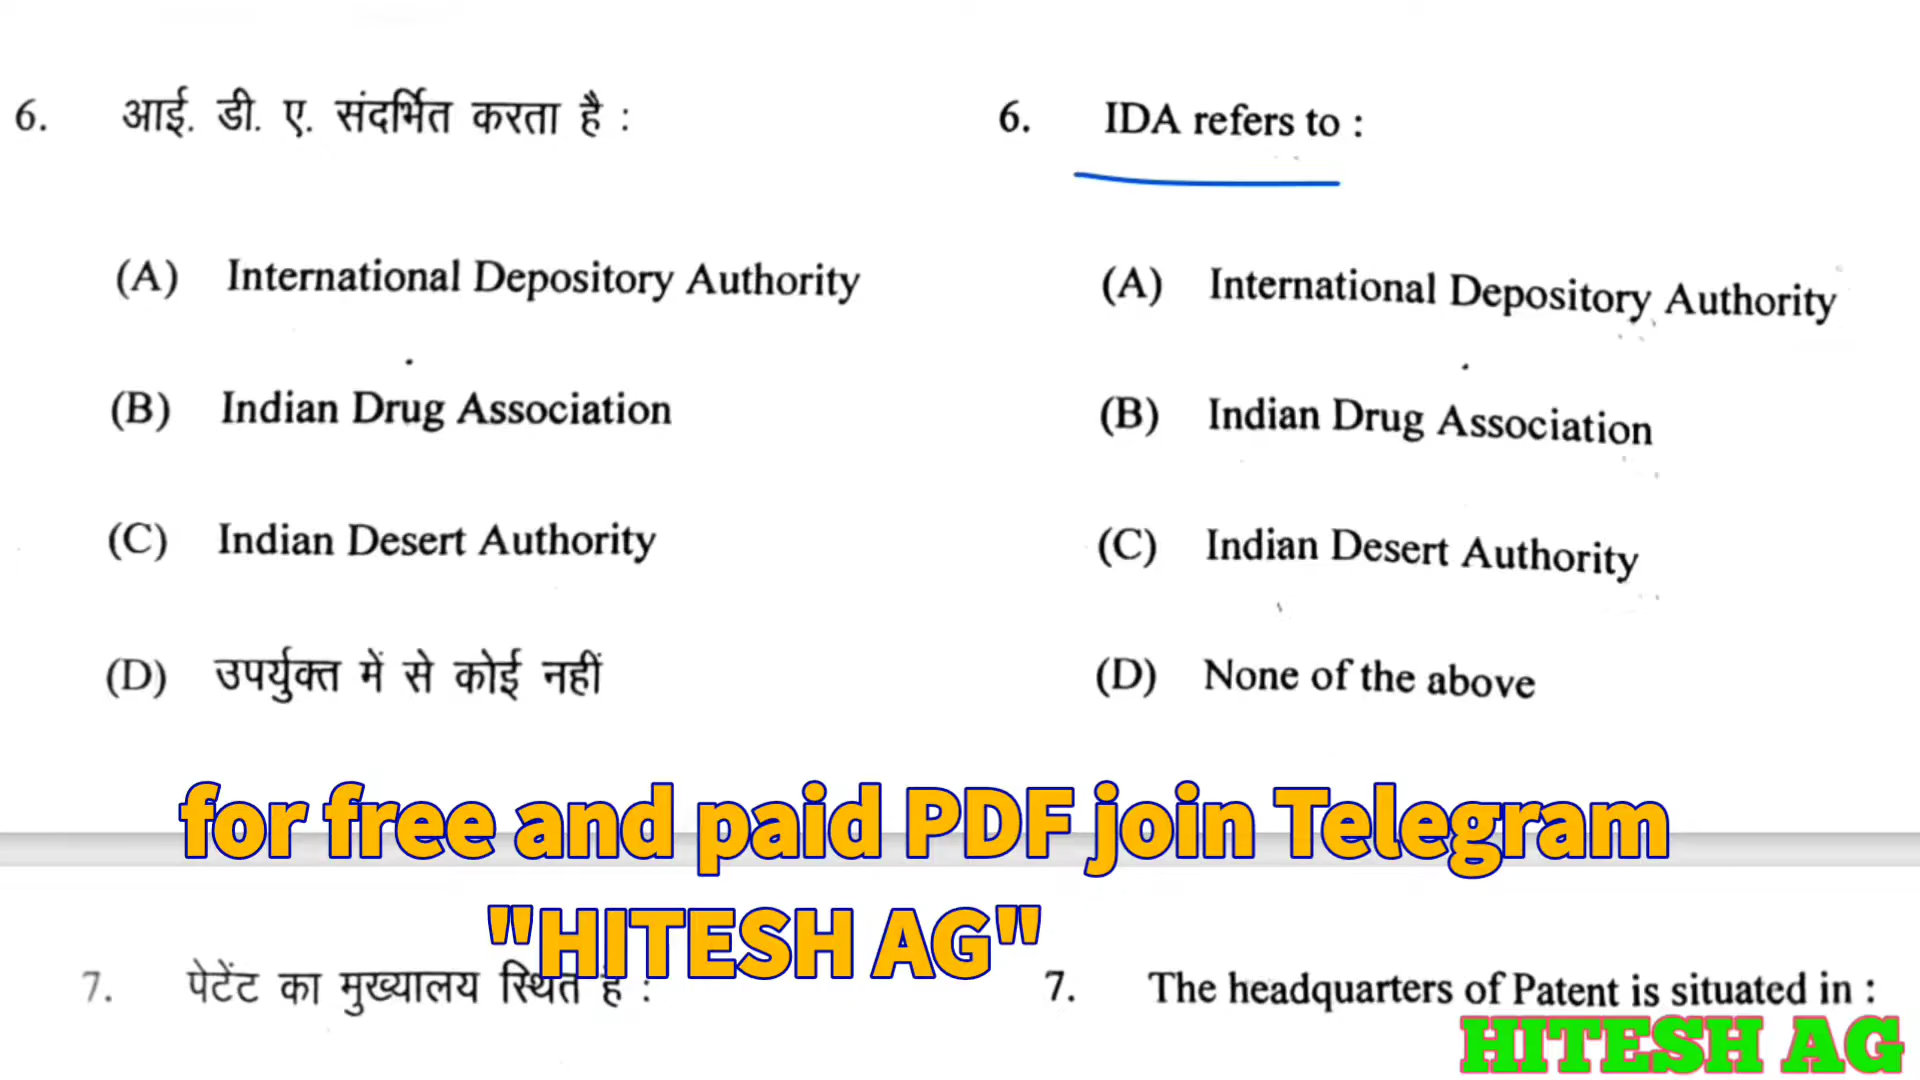 6. आई. डी. ए. संदर्भित करता है :
(A) International Depository Authority
(B) Indian Drug Association
(C) Indian Desert Authority
(D) उपर्युक्त में से कोई नहीं
6. IDA refers to :
(A) International Depository Authority
(B) Indian Drug Association
(C) Indian Desert Authority
(D) None of the above
for free and paid PDF join Telegram
"HITESH AG"
7. पेटेंट का मुख्यालय स्थित है :
7. The headquarters of Patent is situated in :
HITESH AG